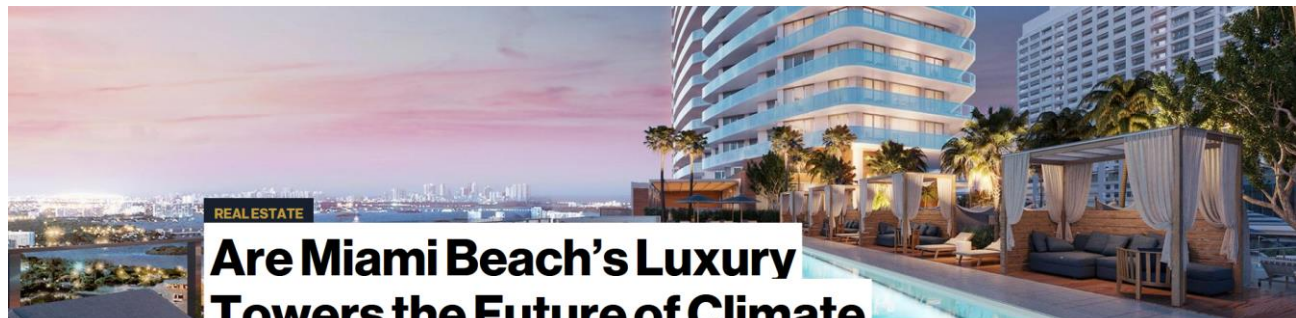 REAL ESTATE
Are Miami Beach's Luxury
Towers the Future of Climate